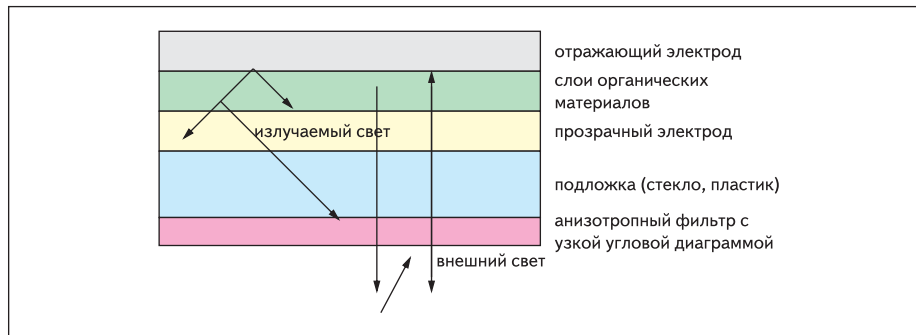 отражающий электрод
слои органических
материалов
излучаемый свет
прозрачный электрод
подложка (стекло, пластик)
анизотропный фильтр с
узкой угловой диаграммой
внешний свет